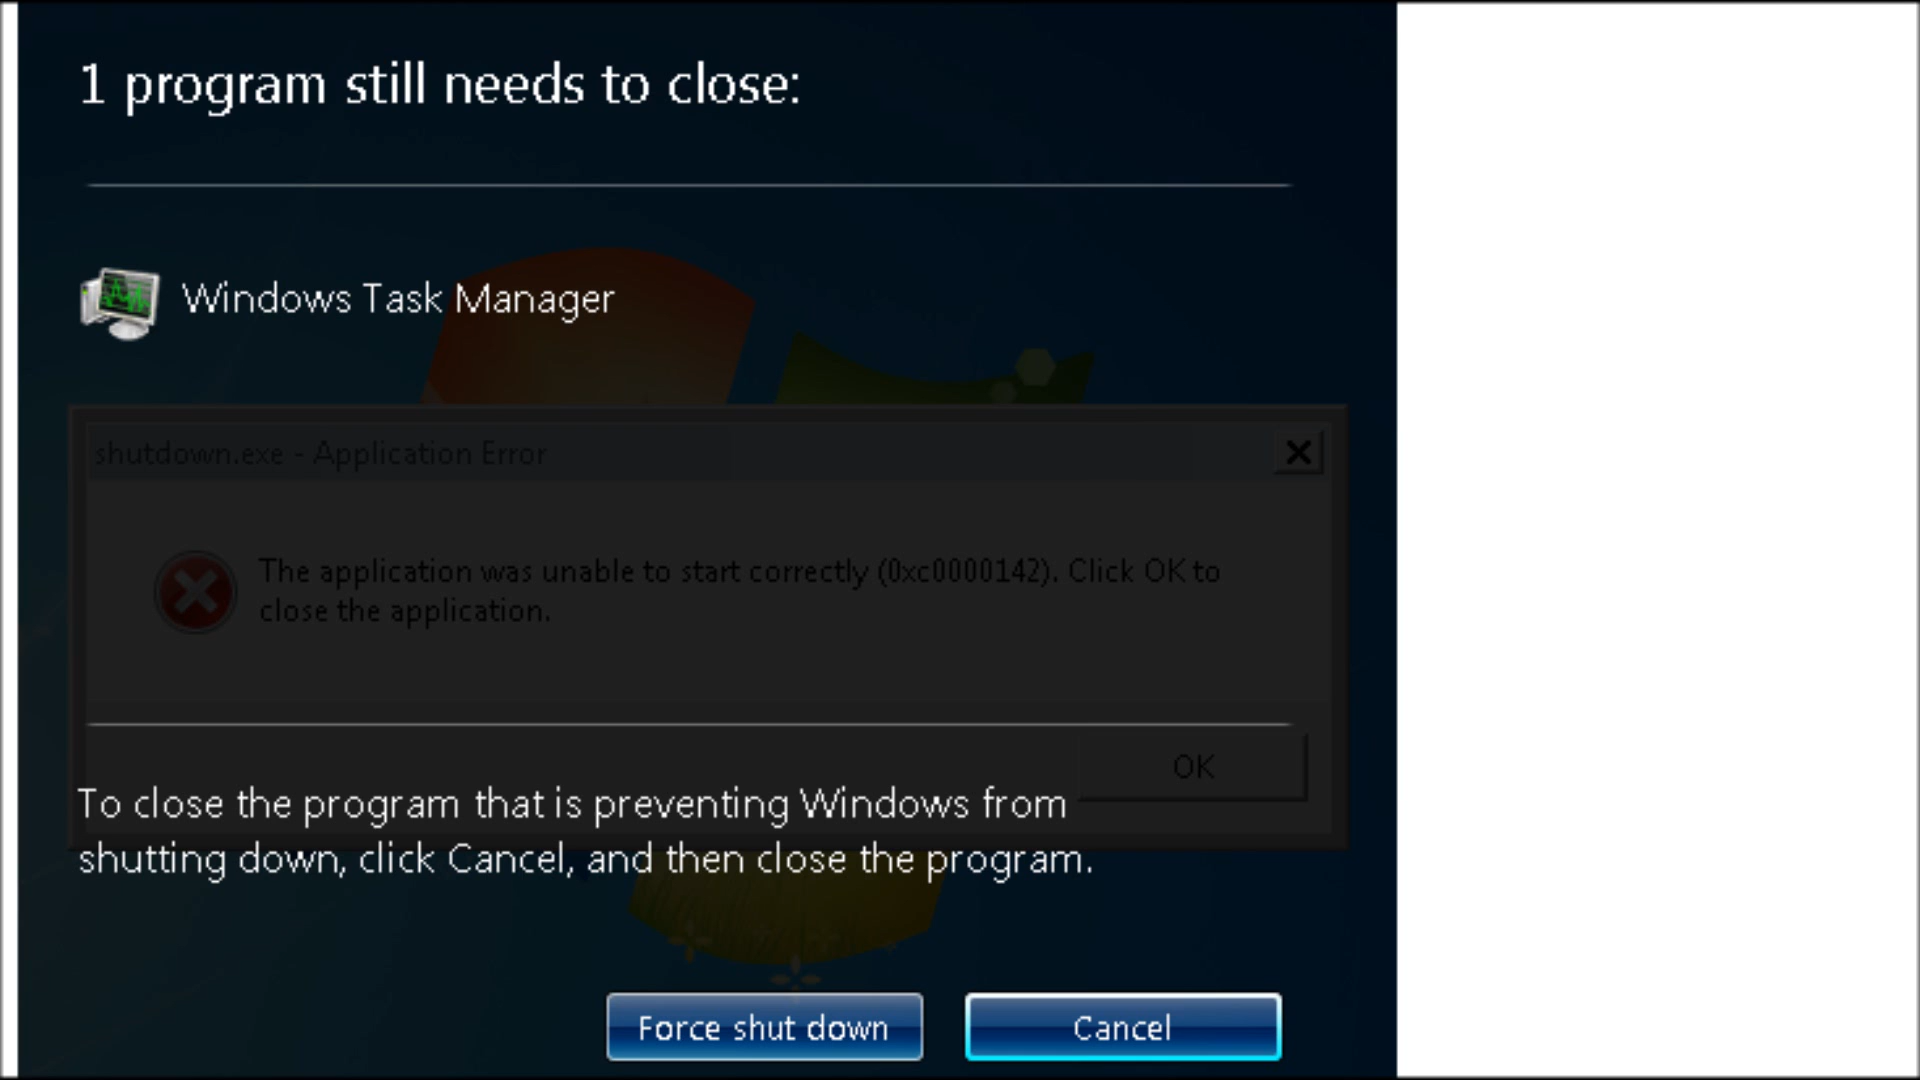 1 program still needs to close:
Windows Task Manager
shutdown.exe - Application Error
The application was unable to start correctly (0xc0000142). Click OK to
close the application.
OK
To close the program that is preventing Windows from
shutting down, click Cancel, and then close the program.
Force shut down
Cancel